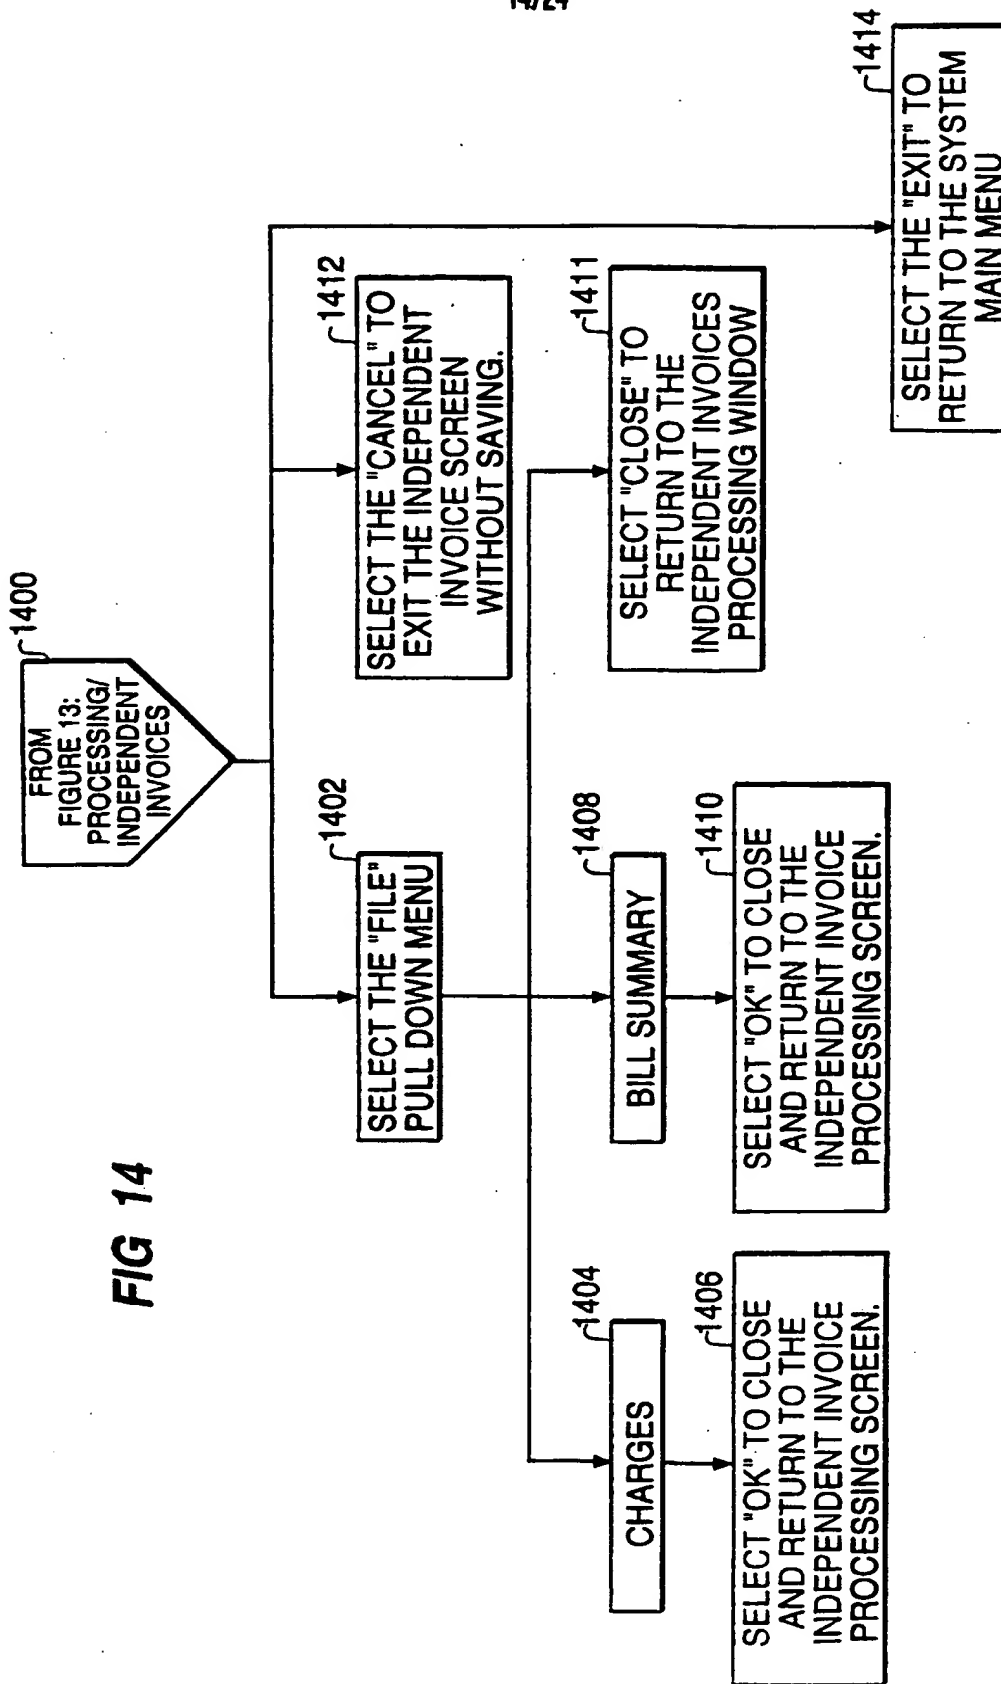 14/24
FIG 14
1400
FROM
FIGURE 13:
PROCESSING/
INDEPENDENT
INVOICES
1402
SELECT THE "FILE"
PULL DOWN MENU
1412
SELECT THE "CANCEL" TO
EXIT THE INDEPENDENT
INVOICE SCREEN
WITHOUT SAVING.
1404
CHARGES
1408
BILL SUMMARY
1411
SELECT "CLOSE" TO
RETURN TO THE
INDEPENDENT INVOICES
PROCESSING WINDOW
1406
SELECT "OK" TO CLOSE
AND RETURN TO THE
INDEPENDENT INVOICE
PROCESSING SCREEN.
1410
SELECT "OK" TO CLOSE
AND RETURN TO THE
INDEPENDENT INVOICE
PROCESSING SCREEN.
1414
SELECT THE "EXIT" TO
RETURN TO THE SYSTEM
MAIN MENU